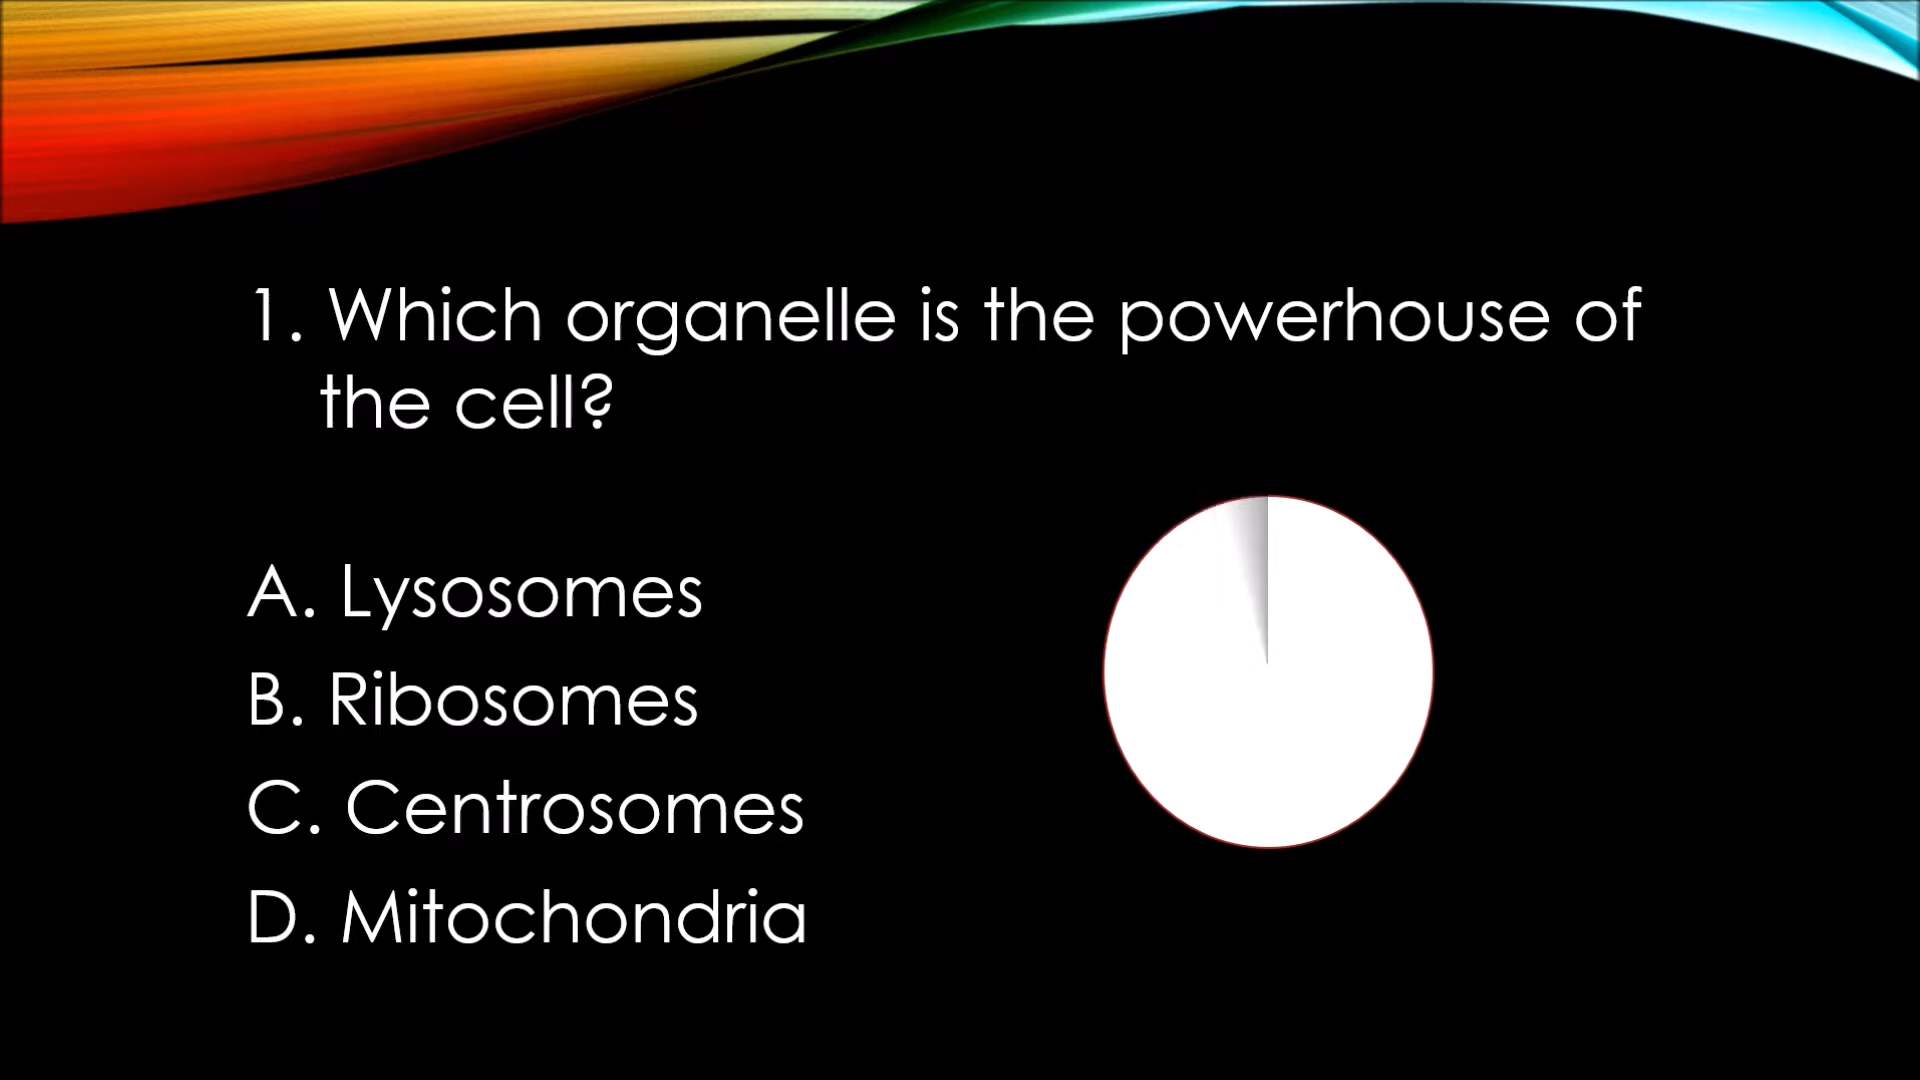 1. Which organelle is the powerhouse of
the cell?
A. Lysosomes
B. Ribosomes
C. Centrosomes
D. Mitochondria